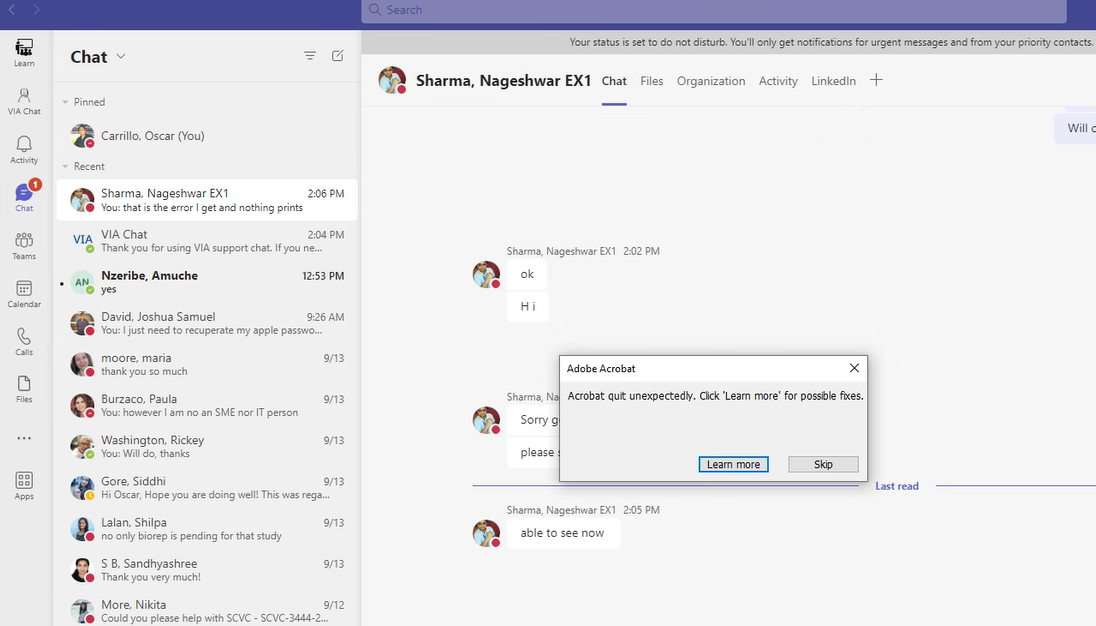 Search
Your status is set to do not disturb. You'll only get notifications for urgent messages and from your priority contacts.
Learn
VIA Chat
Activity
1
Chat
Teams
Calendar
Calls
Files
Apps
Chat
Pinned
Carrillo, Oscar (You)
Recent
Sharma, Nageshwar EX1 2:06 PM
You: that is the error I get and nothing prints
VIA
VIA Chat 2:04 PM
Thank you for using VIA support chat. If you ne...
AN
Nzeribe, Amuche 12:53 PM
yes
David, Joshua Samuel 9:26 AM
You: I just need to recuperate my apple passwo...
moore, maria 9/13
thank you so much
Burzaco, Paula 9/13
You: however I am no an SME nor IT person
Washington, Rickey 9/13
You: Will do, thanks
Gore, Siddhi 9/13
Hi Oscar, Hope you are doing well! This was rega...
Lalan, Shilpa 9/13
no only biorep is pending for that study
S B, Sandhyashree 9/13
Thank you very much!
More, Nikita 9/12
Could you please help with SCVC - SCVC-3444-2...
Sharma, Nageshwar EX1 Chat Files Organization Activity LinkedIn
Will
Sharma, Nageshwar EX1 2:02 PM
ok
H i
Sharma,
Sorry
please
Adobe Acrobat
Acrobat quit unexpectedly. Click 'Learn more' for possible fixes.
Learn more Skip
Last read
Sharma, Nageshwar EX1 2:05 PM
able to see now